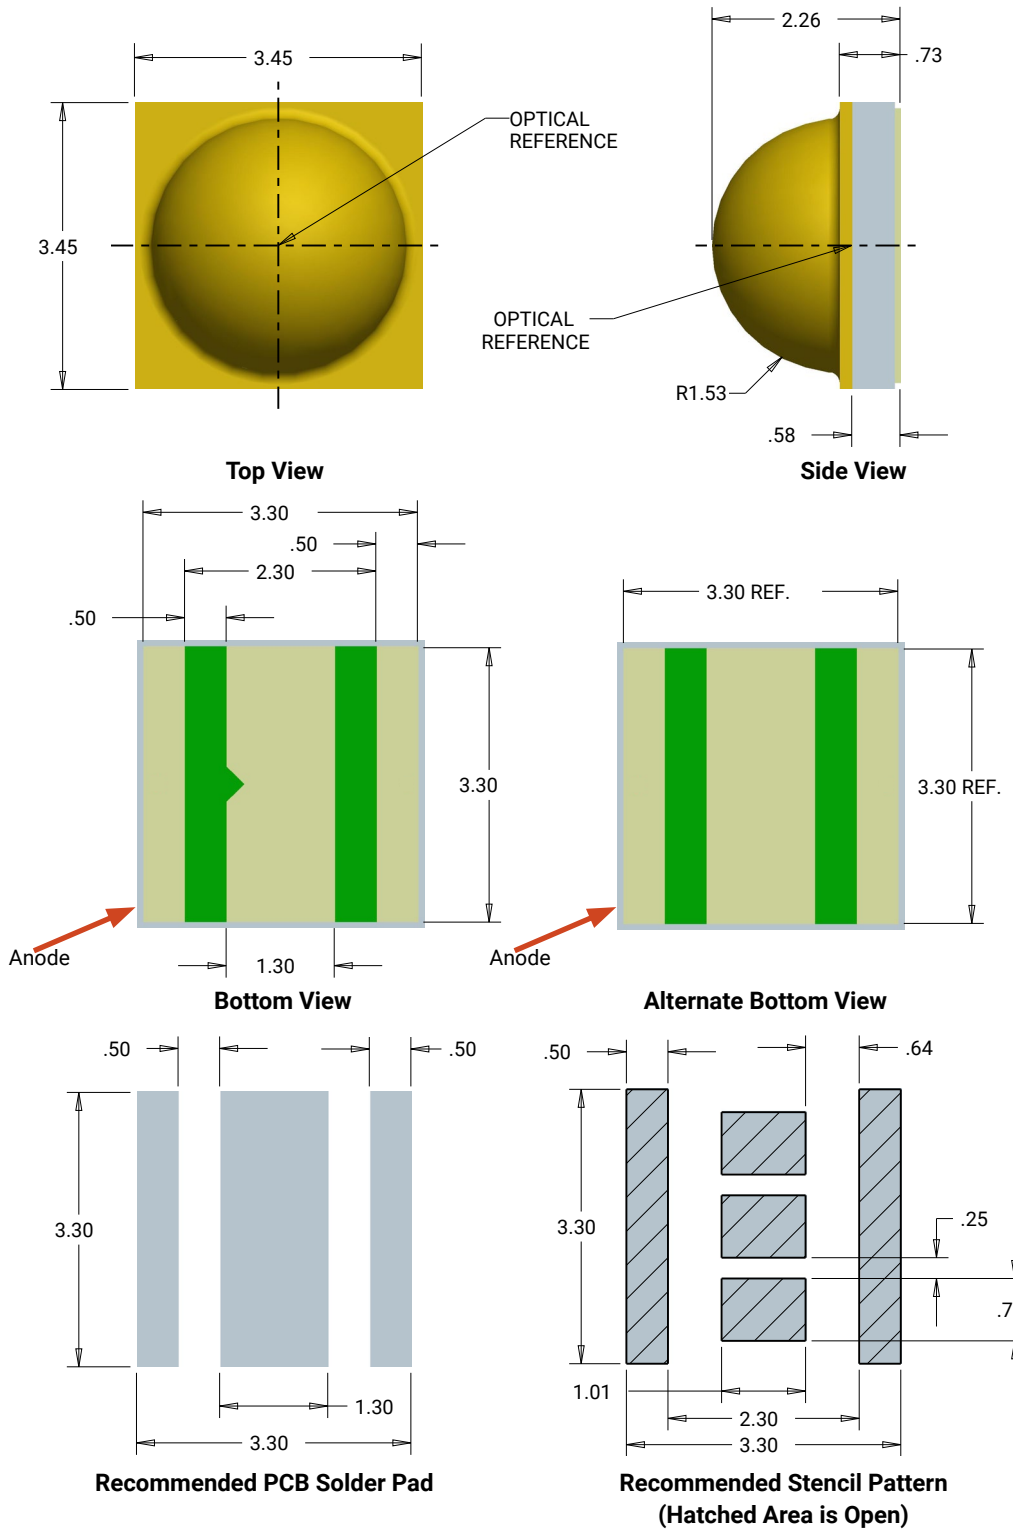 2.26
3.45
.73
OPTICAL
REFERENCE
3.45
OPTICAL
REFERENCE
R1.53
.58
Top View
Side View
3.30
.50
2.30
.50
3.30 REF.
3.30
3.30 REF.
Anode
1.30
Anode
Bottom View
Alternate Bottom View
.50
.50
.50
.64
3.30
3.30
.25
.7
1.01
1.30
2.30
3.30
3.30
Recommended PCB Solder Pad
Recommended Stencil Pattern
(Hatched Area is Open)